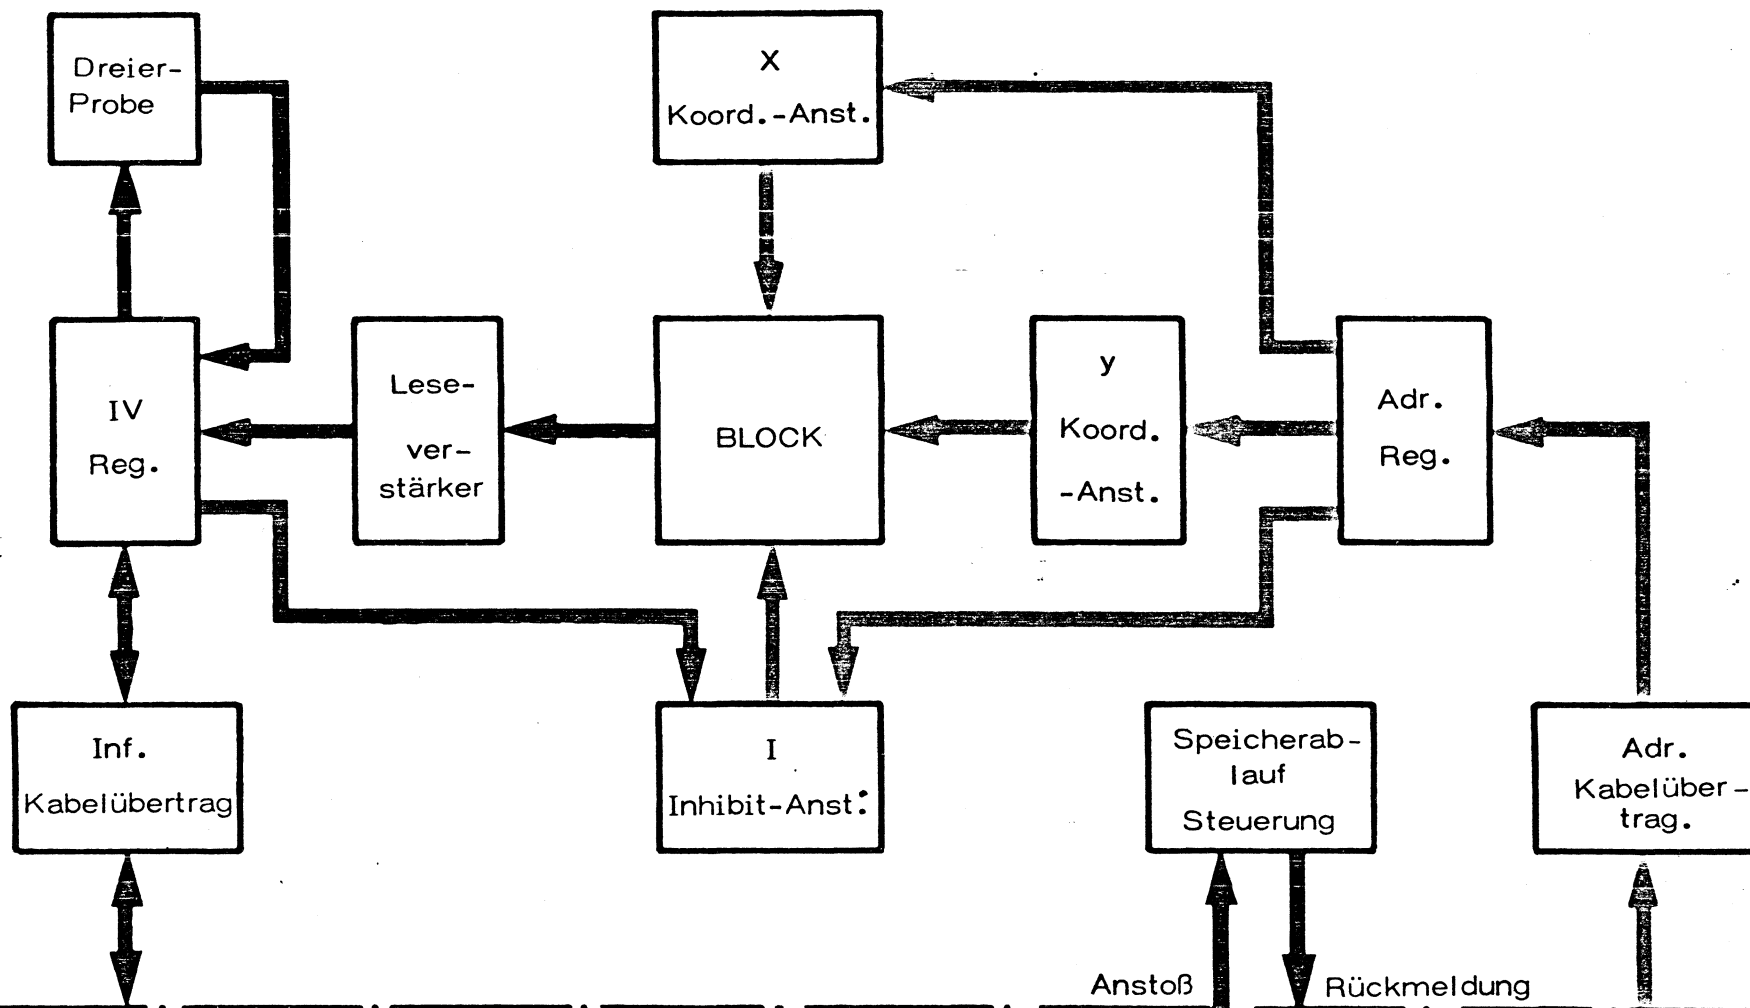 Dreier-
Probe
X
Koord.-Anst.
IV
Reg.
Lese-
ver-
stärker
BLOCK
y
Koord.
-Anst.
Adr.
Reg.
Inf.
Kabelübertrag
I
Inhibit-Anst.
Speicherab-
lauf
Steuerung
Adr.
Kabelüber-
trag.
Anstoß
Rückmeldung